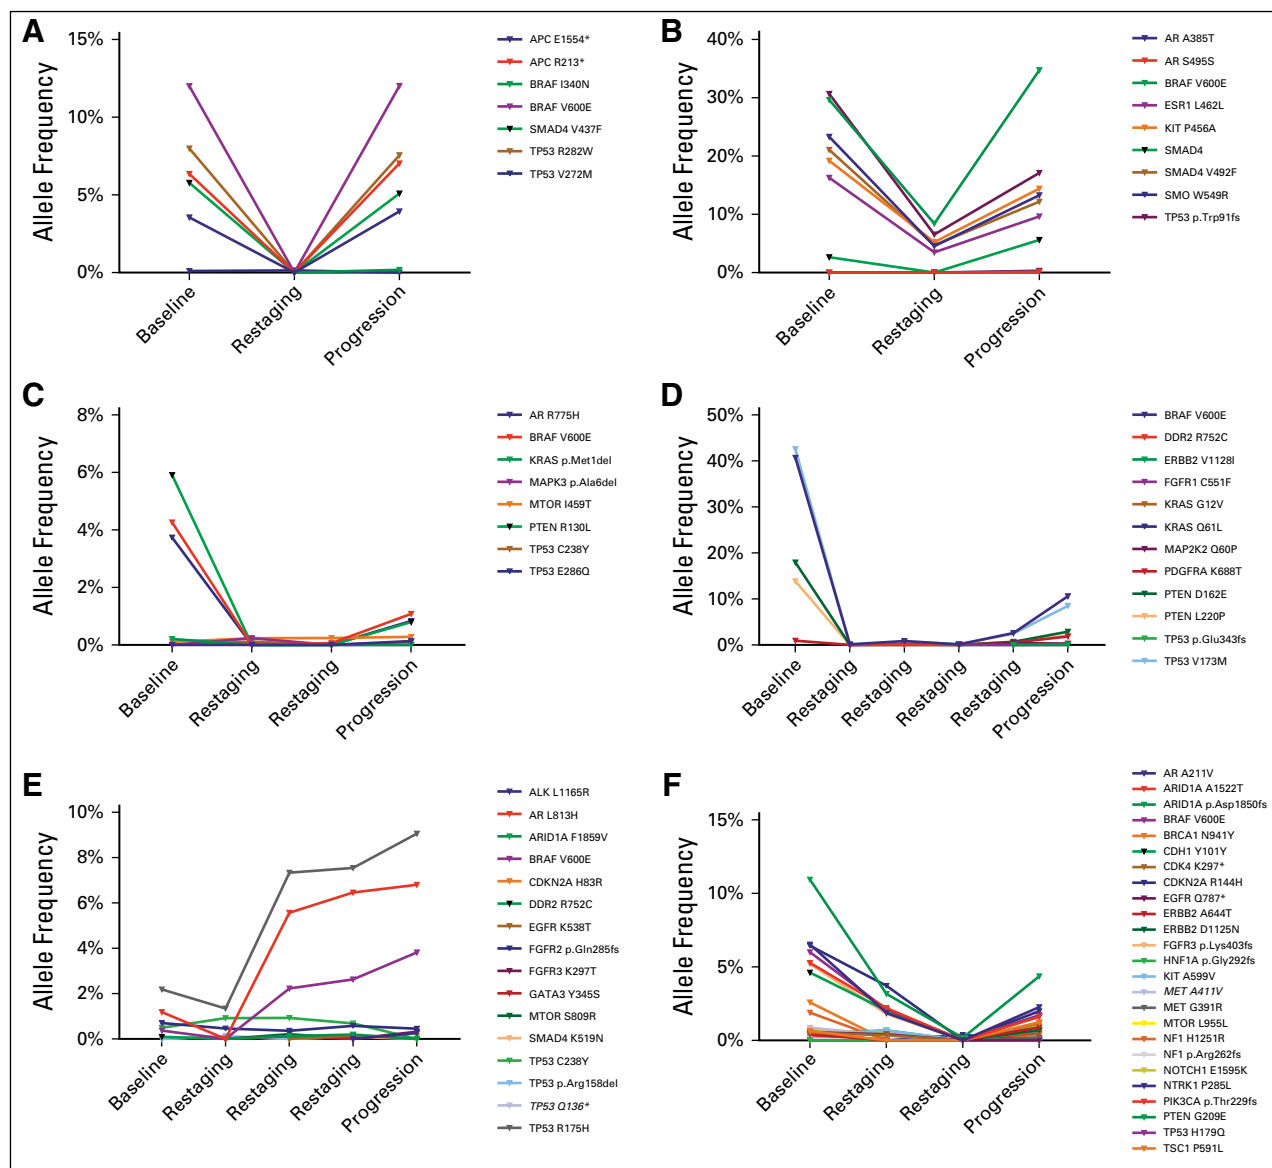 A
Allele Frequency
15%
10%
5%
0%
Baseline
Restaging
Progression
APC E1554*
APC R213*
BRAF I340N
BRAF V600E
SMAD4 V437F
TP53 R282W
TP53 V272M
B
Allele Frequency
40%
30%
20%
10%
0%
Baseline
Restaging
Progression
AR A385T
AR S495S
BRAF V600E
ESR1 L462L
KIT P456A
SMAD4
SMAD4 V492F
SMO W549R
TP53 p.Trp91fs
C
Allele Frequency
8%
6%
4%
2%
0%
Baseline
Restaging
Restaging
Progression
AR R775H
BRAF V600E
KRAS p.Met1del
MAPK3 p.Ala6del
MTOR I459T
PTEN R130L
TP53 C238Y
TP53 E286Q
D
Allele Frequency
50%
40%
30%
20%
10%
0%
Baseline
Restaging
Restaging
Restaging
Restaging
Progression
BRAF V600E
DDR2 R752C
ERBB2 V1128I
FGFR1 C551F
KRAS G12V
KRAS Q61L
MAP2K2 Q60P
PDGFRA K688T
PTEN D162E
PTEN L220P
TP53 p.Glu343fs
TP53 V173M
E
Allele Frequency
10%
8%
6%
4%
2%
0%
Baseline
Restaging
Restaging
Restaging
Progression
ALK L1165R
AR L813H
ARID1A F1859V
BRAF V600E
CDKN2A H83R
DDR2 R752C
EGFR K538T
FGFR2 p.Gln285fs
FGFR3 K297T
GATA3 Y345S
MTOR S809R
SMAD4 K519N
TP53 C238Y
TP53 p.Arg158del
TP53 Q136*
TP53 R175H
F
Allele Frequency
15%
10%
5%
0%
Baseline
Restaging
Restaging
Progression
AR A211V
ARID1A A1522T
ARID1A p.Asp1850fs
BRAF V600E
BRCA1 N941Y
CDH1 Y101Y
CDK4 K297*
CDKN2A R144H
EGFR Q787*
ERBB2 A644T
ERBB2 D1125N
FGFR3 p.Lys403fs
HNF1A p.Gly292fs
KIT A599V
MET A411V
MET G391R
MTOR L955L
NF1 H1251R
NF1 p.Arg262fs
NOTCH1 E1595K
NTRK1 P285L
PIK3CA p.Thr229fs
PTEN G209E
TP53 H179Q
TSC1 P591L